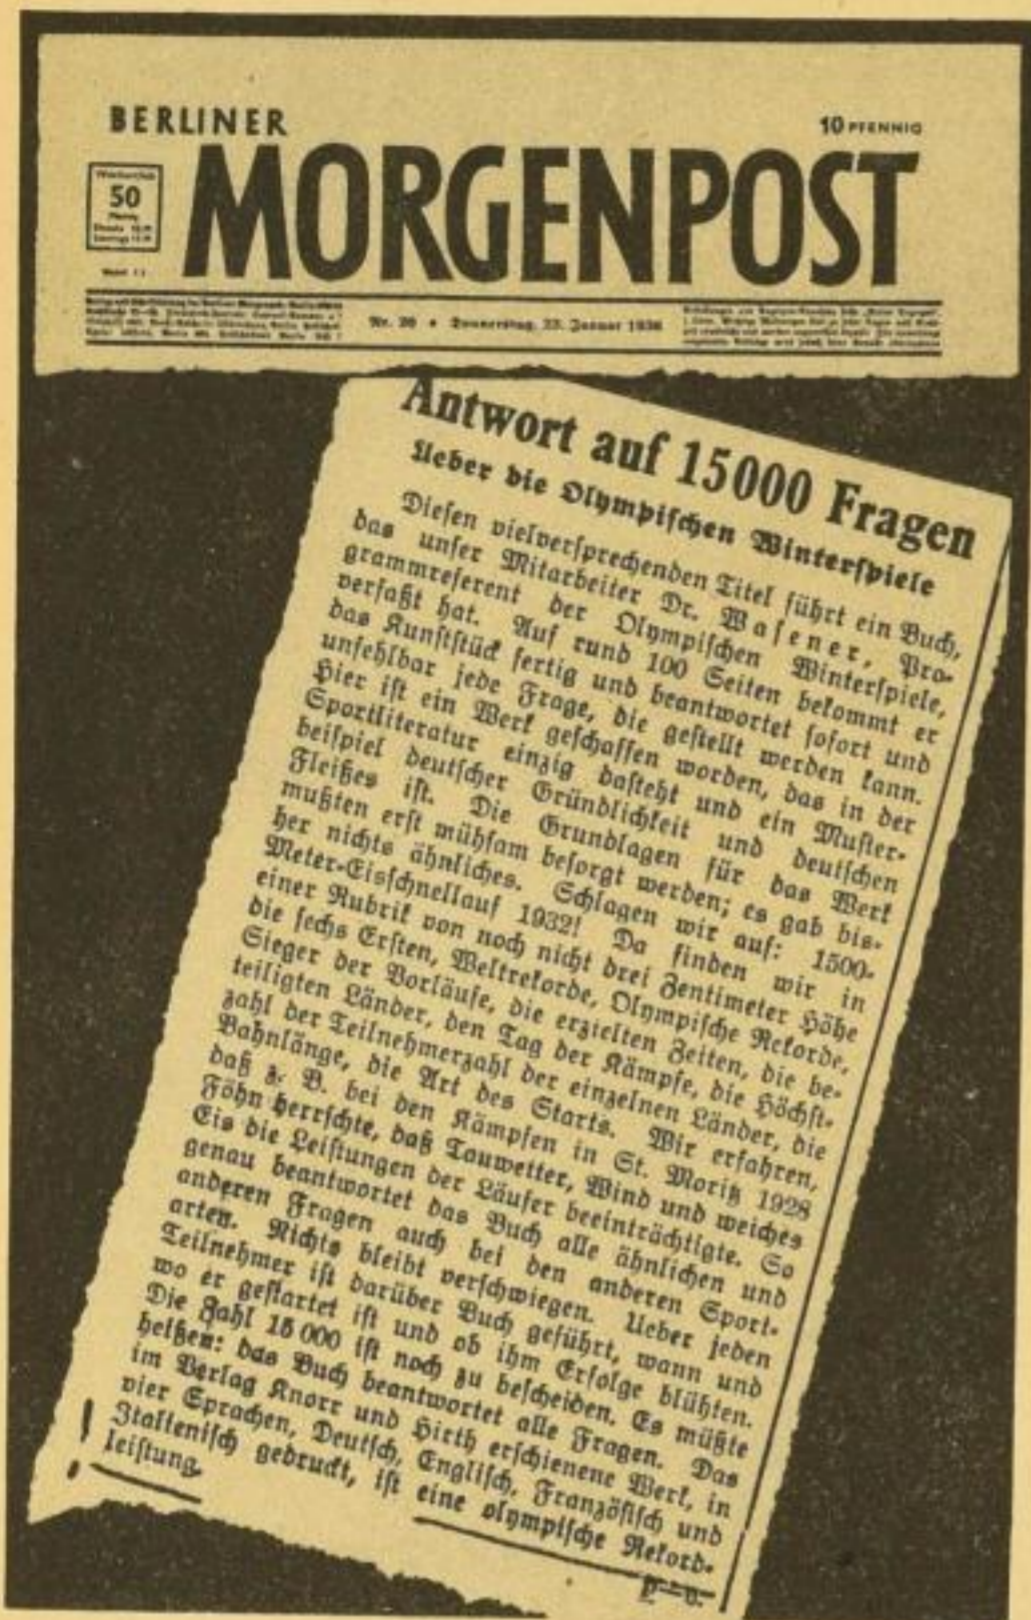 BERLINER
10 PFENNIG
MORGENPOST
50
Nr. 20 • Donnerstag, 23. Januar 1936
Antwort auf 15000 Fragen
Ueber die Olympischen Winterspiele
Diesen vielversprechenden Titel führt ein Buch,
das unser Mitarbeiter Dr. Wasener, Pro-
grammreferent der Olympischen Winterspiele,
verfaßt hat. Auf rund 100 Seiten bekommt er
das Kunststück fertig und beantwortet sofort und
unfehlbar jede Frage, die gestellt werden kann.
Hier ist ein Werk geschaffen worden, das in der
Sportliteratur einzig dasteht und ein Muster-
beispiel deutscher Gründlichkeit und deutschen
Fleißes ist. Die Grundlagen für das Werk
mußten erst mühsam besorgt werden; es gab bis-
her nichts ähnliches. Schlagen wir auf: 1500-
Meter-Eisschnellauf 1932! Da finden wir in
einer Rubrik von noch nicht drei Zentimeter Höhe
die sechs Ersten, Weltrekorde, Olympische Rekorde,
Sieger der Vorläufe, die erzielten Zeiten, die be-
teiligten Länder, den Tag der Kämpfe, die Höchst-
zahl der Teilnehmerzahl der einzelnen Länder, die
Bahnlänge, die Art des Starts. Wir erfahren,
daß z. B. bei den Kämpfen in St. Moritz 1928
Föhn herrschte, daß Tauwetter, Wind und weiches
Eis die Leistungen der Läufer beeinträchtigte. So
genau beantwortet das Buch alle ähnlichen und
anderen Fragen auch bei den anderen Sport-
arten. Nichts bleibt verschwiegen. Ueber jeden
Teilnehmer ist darüber Buch geführt, wann und
wo er gestartet ist und ob ihm Erfolge blühten.
Die Zahl 15 000 ist noch zu bescheiden. Es müßte
heißen: das Buch beantwortet alle Fragen. Das
im Verlag Knorr und Hirth erschienene Werk, in
vier Sprachen, Deutsch, Englisch, Französisch und
Italienisch gedruckt, ist eine olympische Rekord-
leistung.